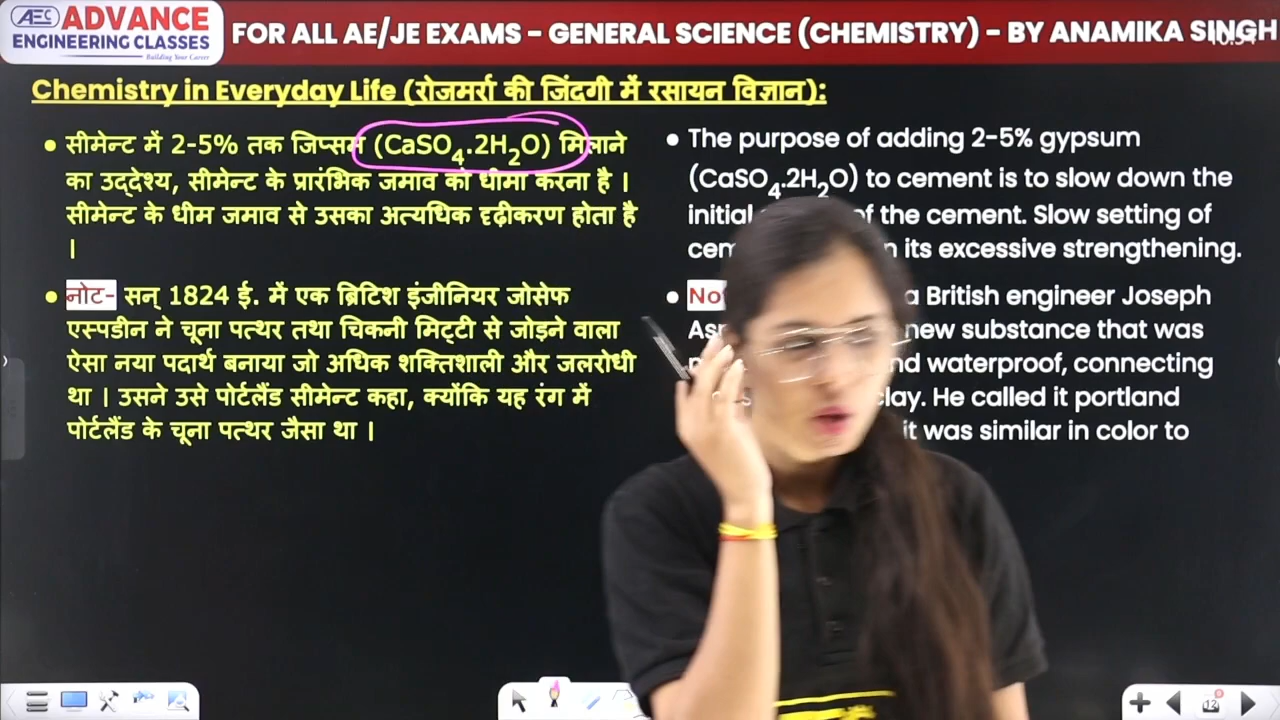 AEC ADVANCE
ENGINEERING CLASSES
Building Your Career
FOR ALL AE/JE EXAMS - GENERAL SCIENCE (CHEMISTRY) - BY ANAMIKA SINGH
Chemistry in Everyday Life (रोजमर्रा की जिंदगी में रसायन विज्ञान):
• सीमेन्ट में 2-5% तक जिप्सम (CaSO₄.2H₂O) मिलाने
का उद्देश्य, सीमेन्ट के प्रारंभिक जमाव को धीमा करना है ।
सीमेन्ट के धीम जमाव से उसका अत्यधिक दृढ़ीकरण होता है
।
• नोट- सन् 1824 ई. में एक ब्रिटिश इंजीनियर जोसेफ
एस्पडीन ने चूना पत्थर तथा चिकनी मिट्टी से जोड़ने वाला
ऐसा नया पदार्थ बनाया जो अधिक शक्तिशाली और जलरोधी
था । उसने उसे पोर्टलैंड सीमेन्ट कहा, क्योंकि यह रंग में
पोर्टलैंड के चूना पत्थर जैसा था ।
• The purpose of adding 2-5% gypsum
(CaSO₄.2H₂O) to cement is to slow down the
initial of the cement. Slow setting of
its excessive strengthening.
• a British engineer Joseph
new substance that was
and waterproof, connecting
clay. He called it portland
it was similar in color to
12